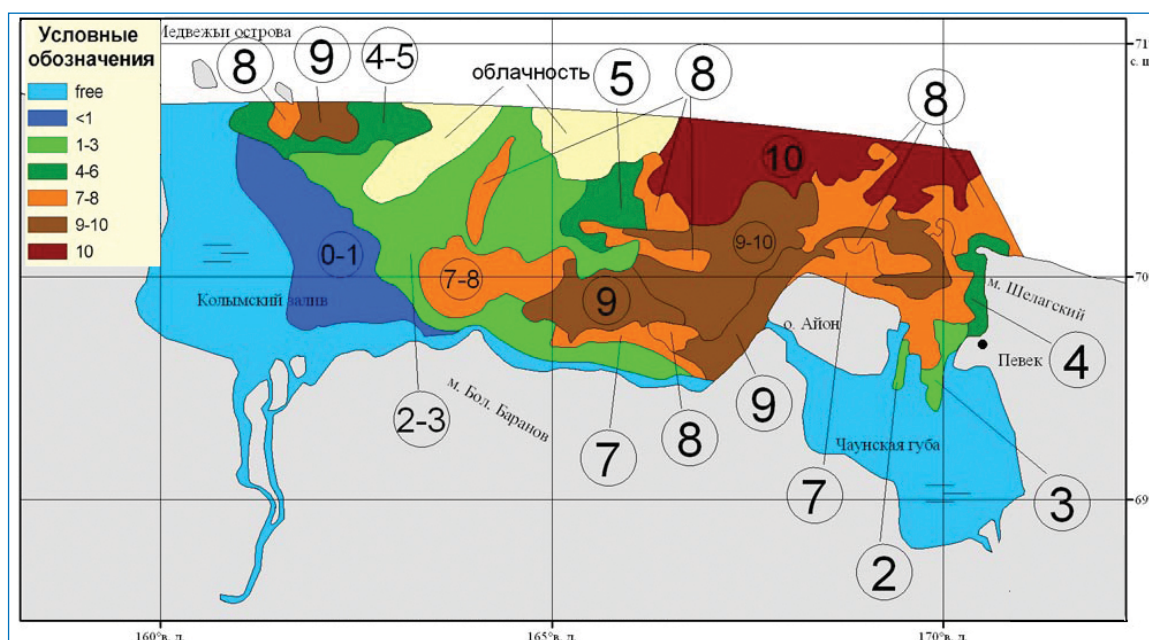 Условные
обозначения
free
<1
1-3
4-6
7-8
9-10
10
Медвежьи острова
8
9
4-5
облачность
5
8
8
71°
с. ш
10
0-1
7-8
9-10
9
70°
Колымский залив
м. Шелагский
о. Айон
Певек
4
2-3
м. Бол. Баранов
7
8
9
Чаунская губа
7
3
2
69°
160°в. д.
165°в. д.
170°в. д.